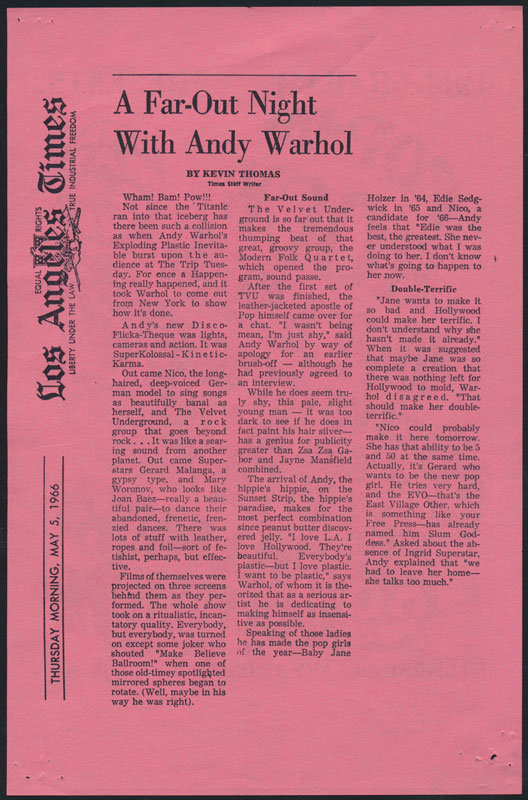 Los Angeles Times
EQUAL RIGHTS
LIBERTY UNDER THE LAW
TRUE INDUSTRIAL FREEDOM
THURSDAY MORNING, MAY 5, 1966
A Far-Out Night
With Andy Warhol
BY KEVIN THOMAS
Times Staff Writer
Wham! Bam! Pow!!!
Not since the Titanic
ran into that iceberg has
there been such a collision
as when Andy Warhol's
Exploding Plastic Inevita-
ble burst upon the au-
dience at The Trip Tues-
day. For once a Happen-
ing really happened, and it
took Warhol to come out
from New York to show
how it's done.
Andy's new Disco-
Flicka-Theque was lights,
cameras and action. It was
SuperKolossal-Kinetic-
Karma.
Out came Nico, the long-
haired, deep-voiced Ger-
man model to sing songs
as beautifully banal as
herself, and The Velvet
Underground, a rock
group that goes beyond
rock . . . It was like a sear-
ing sound from another
planet. Out came Super-
stars Gerard Malanga, a
gypsy type, and Mary
Woronov, who looks like
Joan Baez—really a beau-
tiful pair—to dance their
abandoned, frenetic, fren-
zied dances. There was
lots of stuff with leather,
ropes and foil—sort of fe-
tishist, perhaps, but effec-
tive.
Films of themselves were
projected on three screens
behind them as they per-
formed. The whole show
took on a ritualistic, incan-
tatory quality. Everybody,
but everybody, was turned
on except some joker who
shouted "Make Believe
Ballroom!" when one of
those old-timey spotlighted
mirrored spheres began to
rotate. (Well, maybe in his
way he was right).
Far-Out Sound
The Velvet Under-
ground is so far out that it
makes the tremendous
thumping beat of that
great, groovy group, the
Modern Folk Quartet,
which opened the pro-
gram, sound passe.
After the first set of
TVU was finished, the
leather-jacketed apostle of
Pop himself came over for
a chat. "I wasn't being
mean, I'm just shy," said
Andy Warhol by way of
apology for an earlier
brush-off — although he
had previously agreed to
an interview.
While he does seem tru-
ly shy, this pale, slight
young man — it was too
dark to see if he does in
fact paint his hair silver—
has a genius for publicity
greater than Zsa Zsa Ga-
bor and Jayne Mansfield
combined.
The arrival of Andy, the
hippie's hippie, on the
Sunset Strip, the hippie's
paradise, makes for the
most perfect combination
since peanut butter discov-
ered jelly. "I love L.A. I
love Hollywood. They're
beautiful. Everybody's
plastic—but I love plastic.
I want to be plastic," says
Warhol, of whom it is the-
orized that as a serious ar-
tist he is dedicating to
making himself as insensi-
tive as possible.
Speaking of those ladies
he has made the pop girls
of the year—Baby Jane
Holzer in '64, Edie Sedg-
wick in '65 and Nico, a
candidate for '66—Andy
feels that "Edie was the
best, the greatest. She nev-
er understood what I was
doing to her. I don't know
what's going to happen to
her now.
Double-Terrific
"Jane wants to make it
so bad and Hollywood
could make her terrific. I
don't understand why she
hasn't made it already."
When it was suggested
that maybe Jane was so
complete a creation that
there was nothing left for
Hollywood to mold, War-
hol disagreed. "That
should make her double-
terrific."
"Nico could probably
make it here tomorrow.
She has that ability to be 5
and 50 at the same time.
Actually, it's Gerard who
wants to be the new pop
girl. He tries very hard,
and the EVO—that's the
East Village Other, which
is something like your
Free Press—has already
named him Slum God-
dess." Asked about the ab-
sence of Ingrid Superstar,
Andy explained that "we
had to leave her home—
she talks too much."